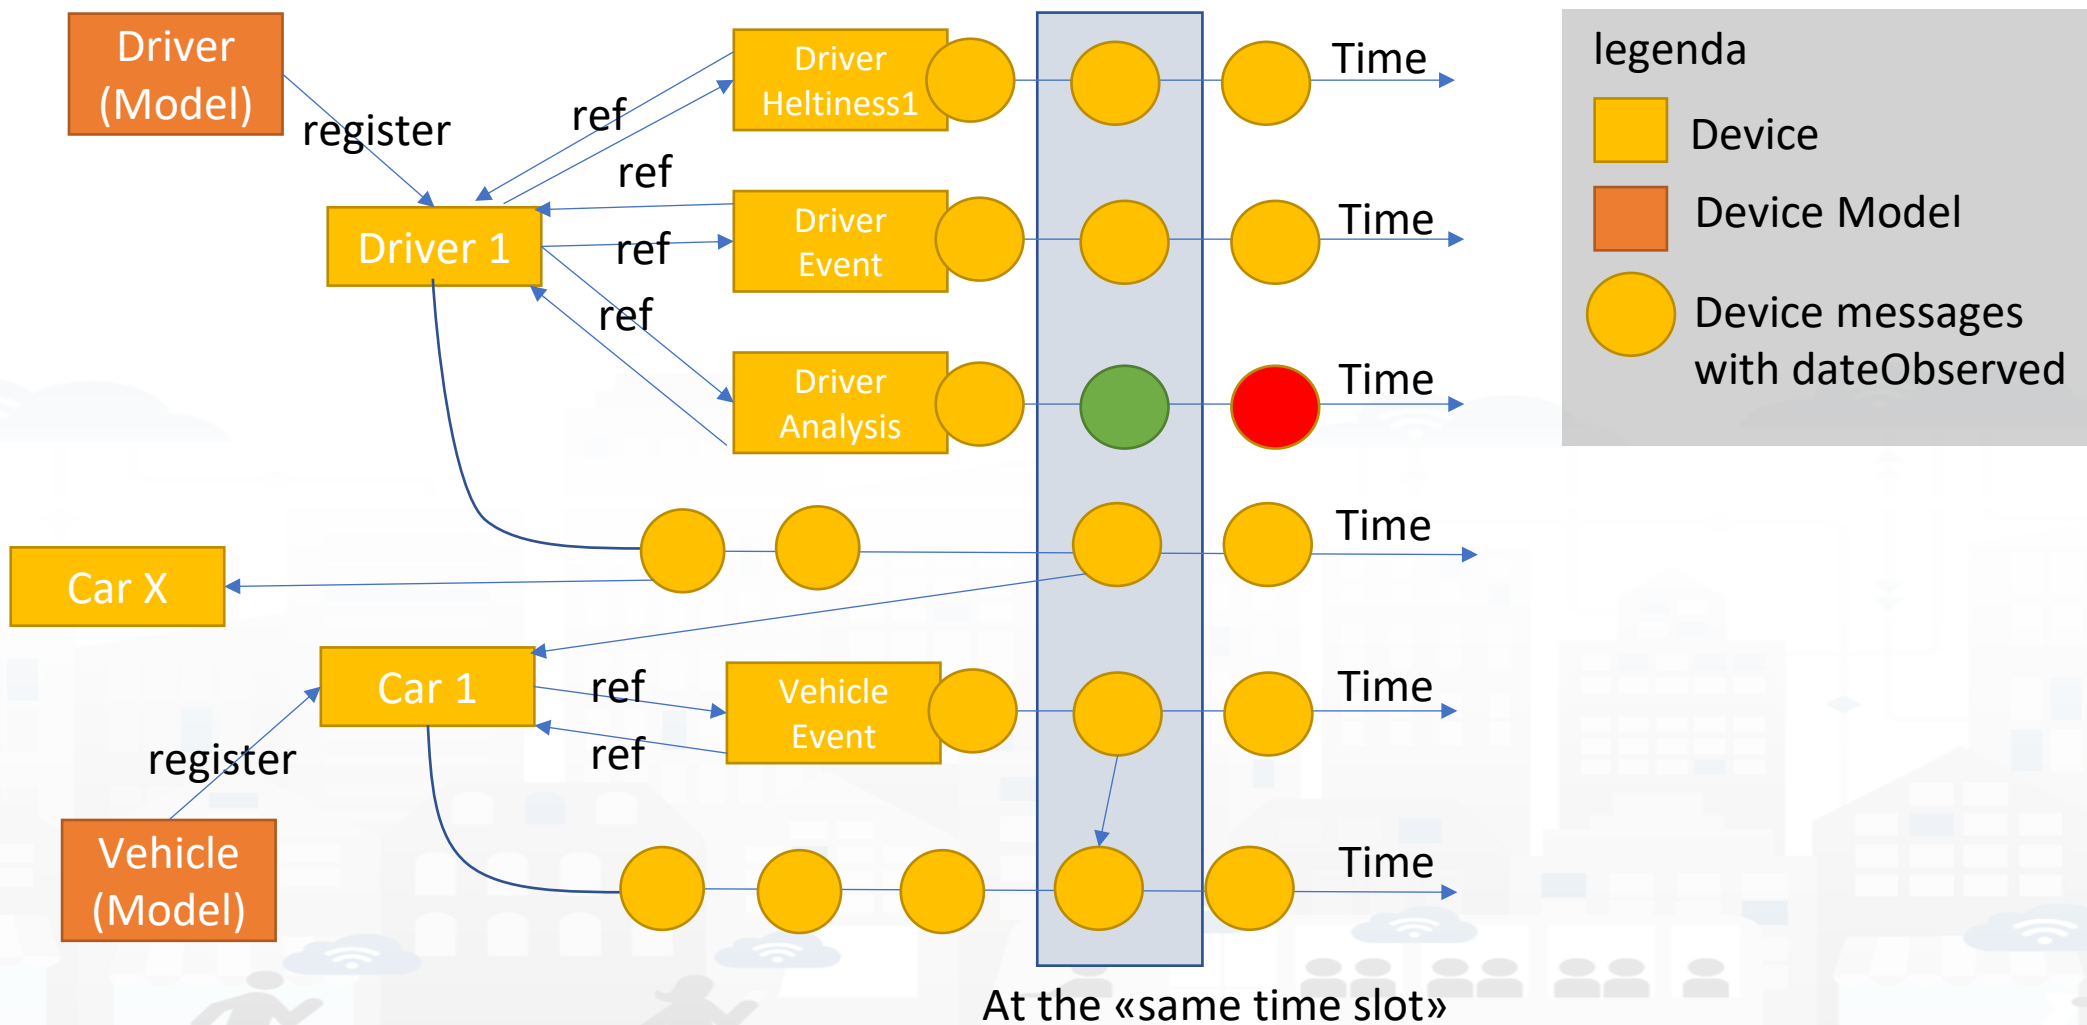 Driver
(Model)
register
ref
Driver
Heltiness1
Time
ref
Driver 1
ref
Driver
Event
Time
ref
Driver
Analysis
Time
Time
Car X
Car 1
ref
ref
Vehicle
Event
Time
register
Vehicle
(Model)
Time
At the «same time slot»
legenda
Device
Device Model
Device messages
with dateObserved